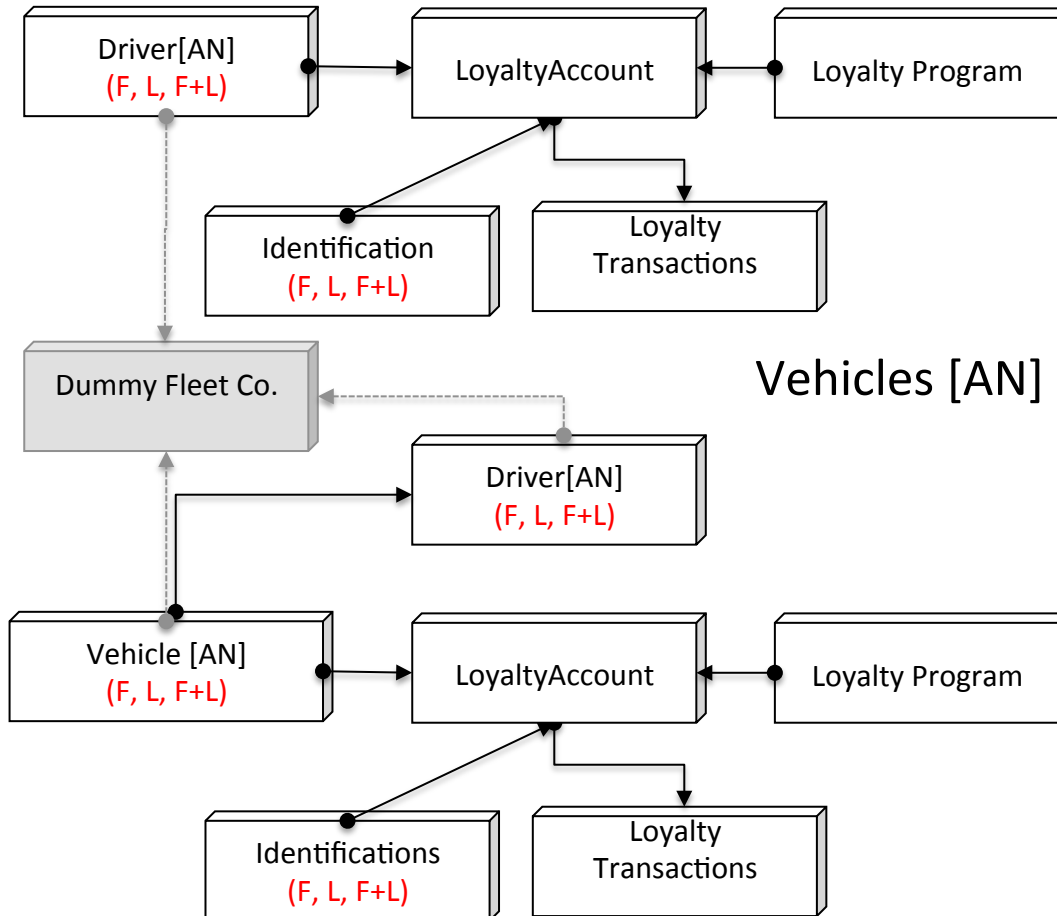 Driver[AN]
(F, L, F+L)
LoyaltyAccount
Loyalty Program
Identification
(F, L, F+L)
Loyalty
Transactions
Dummy Fleet Co.
Vehicles [AN]
Driver[AN]
(F, L, F+L)
Vehicle [AN]
(F, L, F+L)
LoyaltyAccount
Loyalty Program
Identifications
(F, L, F+L)
Loyalty
Transactions